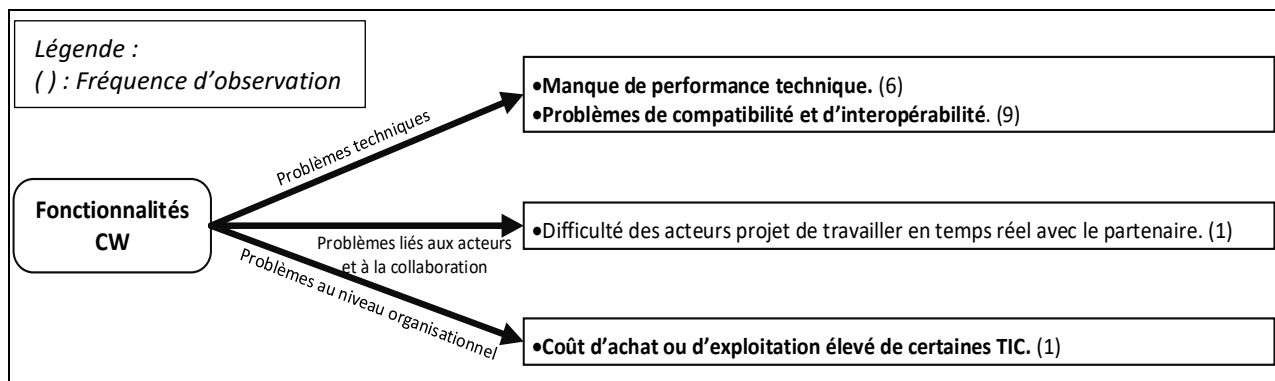 Légende :
( ) : Fréquence d’observation
•Manque de performance technique. (6)
•Problèmes de compatibilité et d’interopérabilité. (9)
Problèmes techniques
Fonctionnalités
CW
•Difficulté des acteurs projet de travailler en temps réel avec le partenaire. (1)
Problèmes liés aux acteurs
et à la collaboration
Problèmes au niveau organisationnel
•Coût d’achat ou d’exploitation élevé de certaines TIC. (1)